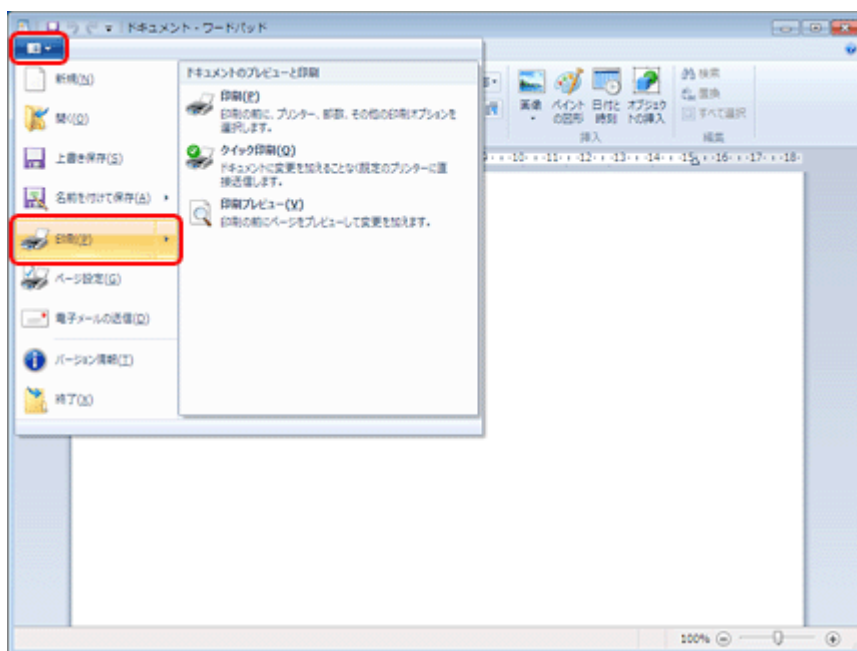 ドキュメント - ワードパッド
新規(N)
開く(O)
上書き保存(S)
名前を付けて保存(A)
印刷(P)
ページ設定(G)
電子メールの送信(D)
バージョン情報(T)
終了(X)
ドキュメントのプレビューと印刷
印刷(P)
印刷の前に、プリンター、部数、その他の印刷オプションを
選択します。
クイック印刷(Q)
ドキュメントに変更を加えることなく既定のプリンターに直
接送信します。
印刷プレビュー(V)
印刷の前にページをプレビューして変更を加えます。
画像
ペイント
の図形
日付と
時刻
オブジェクト
の挿入
挿入
検索
置換
すべて選択
編集
10 11 12 13 14 15 16 17 18
100%